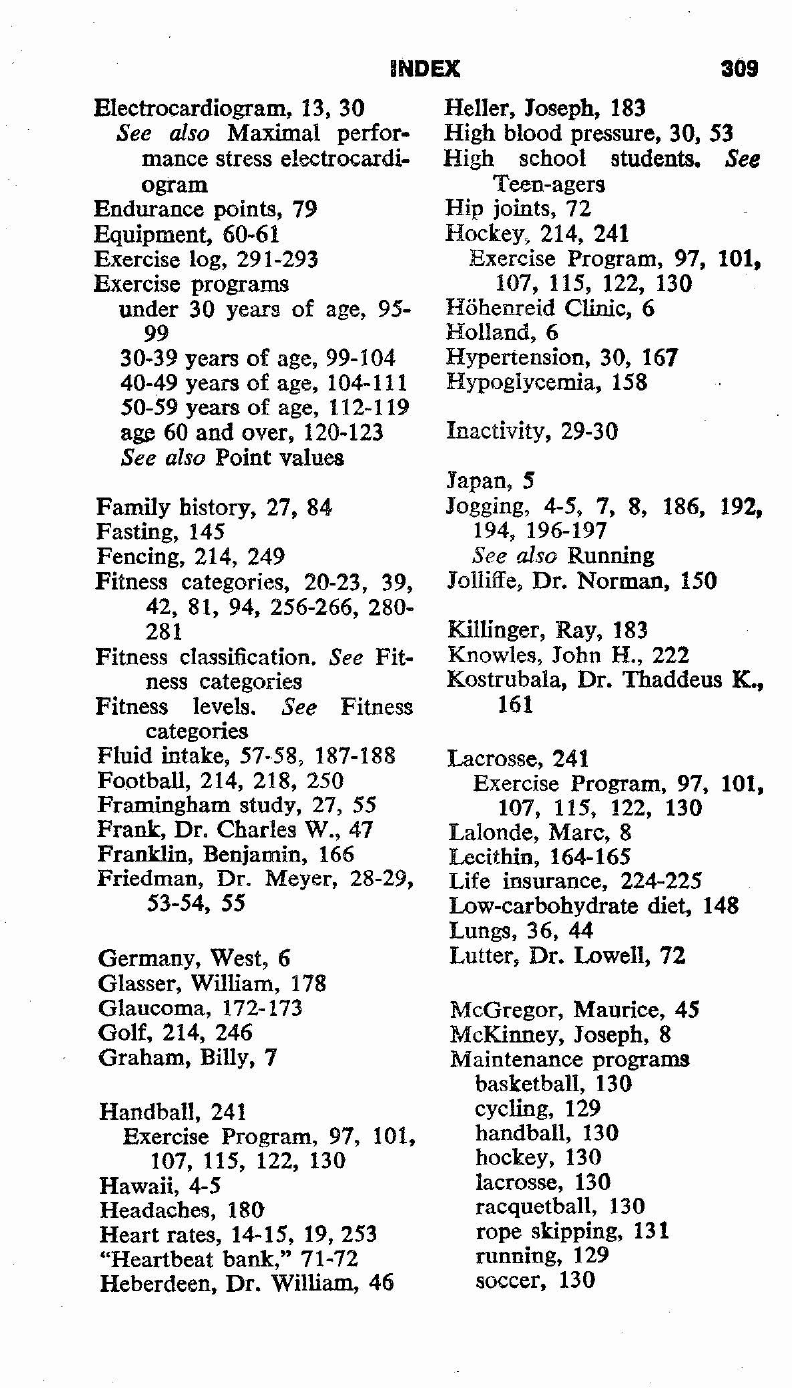 INDEX 309
Electrocardiogram, 13, 30
See also Maximal perfor-
mance stress electrocardi-
ogram
Endurance points, 79
Equipment, 60-61
Exercise log, 291-293
Exercise programs
under 30 years of age, 95-
99
30-39 years of age, 99-104
40-49 years of age, 104-111
50-59 years of age, 112-119
age 60 and over, 120-123
See also Point values
Family history, 27, 84
Fasting, 145
Fencing, 214, 249
Fitness categories, 20-23, 39,
42, 81, 94, 256-266, 280-
281
Fitness classification. See Fit-
ness categories
Fitness levels. See Fitness
categories
Fluid intake, 57-58, 187-188
Football, 214, 218, 250
Framingham study, 27, 55
Frank, Dr. Charles W., 47
Franklin, Benjamin, 166
Friedman, Dr. Meyer, 28-29,
53-54, 55
Germany, West, 6
Glasser, William, 178
Glaucoma, 172-173
Golf, 214, 246
Graham, Billy, 7
Handball, 241
Exercise Program, 97, 101,
107, 115, 122, 130
Hawaii, 4-5
Headaches, 180
Heart rates, 14-15, 19, 253
“Heartbeat bank,” 71-72
Heberdeen, Dr. William, 46
Heller, Joseph, 183
High blood pressure, 30, 53
High school students. See
Teen-agers
Hip joints, 72
Hockey, 214, 241
Exercise Program, 97, 101,
107, 115, 122, 130
Höhenreid Clinic, 6
Holland, 6
Hypertension, 30, 167
Hypoglycemia, 158
Inactivity, 29-30
Japan, 5
Jogging, 4-5, 7, 8, 186, 192,
194, 196-197
See also Running
Jolliffe, Dr. Norman, 150
Killinger, Ray, 183
Knowles, John H., 222
Kostrubala, Dr. Thaddeus K.,
161
Lacrosse, 241
Exercise Program, 97, 101,
107, 115, 122, 130
Lalonde, Marc, 8
Lecithin, 164-165
Life insurance, 224-225
Low-carbohydrate diet, 148
Lungs, 36, 44
Lutter, Dr. Lowell, 72
McGregor, Maurice, 45
McKinney, Joseph, 8
Maintenance programs
basketball, 130
cycling, 129
handball, 130
hockey, 130
lacrosse, 130
racquetball, 130
rope skipping, 131
running, 129
soccer, 130